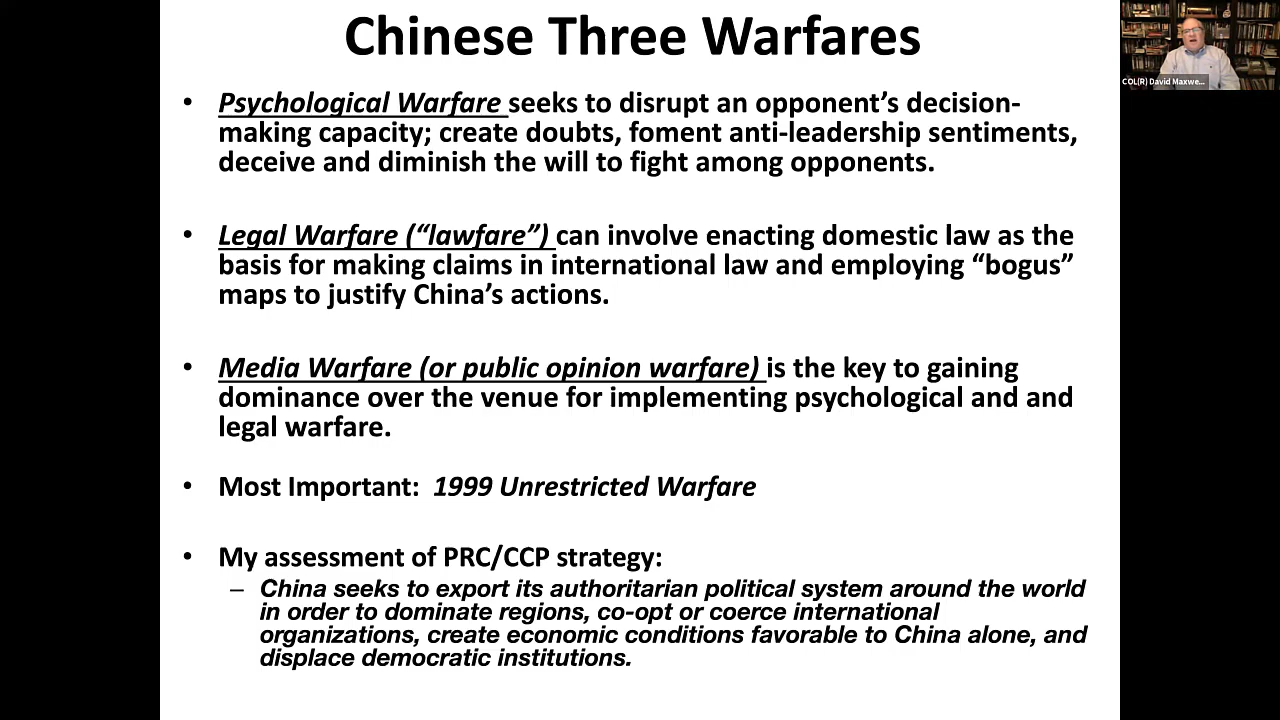 Chinese Three Warfares
COL(R) David Maxwe...
• Psychological Warfare seeks to disrupt an opponent’s decision-
making capacity; create doubts, foment anti-leadership sentiments,
deceive and diminish the will to fight among opponents.
• Legal Warfare (“lawfare”) can involve enacting domestic law as the
basis for making claims in international law and employing “bogus”
maps to justify China’s actions.
• Media Warfare (or public opinion warfare) is the key to gaining
dominance over the venue for implementing psychological and and
legal warfare.
• Most Important: 1999 Unrestricted Warfare
• My assessment of PRC/CCP strategy:
– China seeks to export its authoritarian political system around the world
in order to dominate regions, co-opt or coerce international
organizations, create economic conditions favorable to China alone, and
displace democratic institutions.